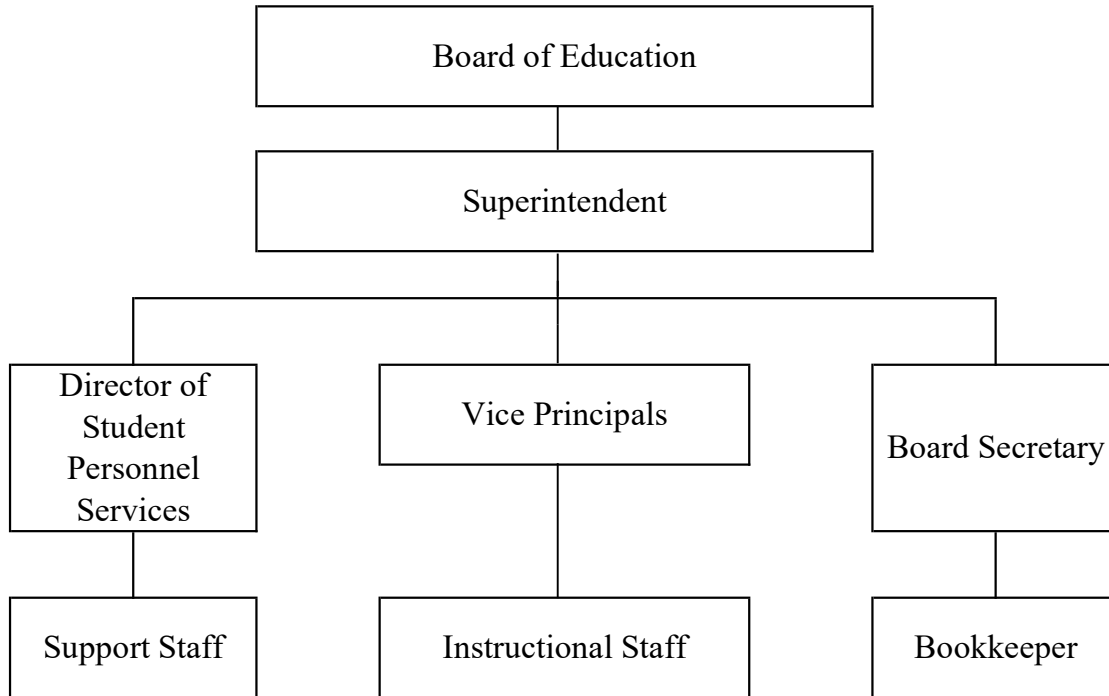 Board of Education
Superintendent
Director of
Student
Personnel
Services
Vice Principals
Board Secretary
Support Staff
Instructional Staff
Bookkeeper